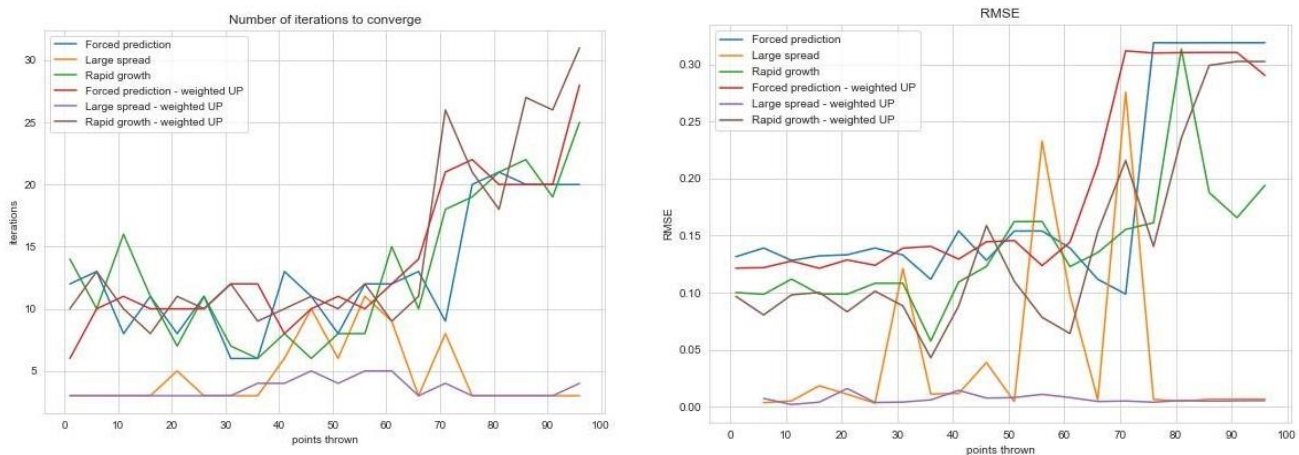 Number of iterations to converge
Forced prediction
Large spread
Rapid growth
Forced prediction - weighted UP
Large spread - weighted UP
Rapid growth - weighted UP
30
25
20
15
10
5
iterations
0 10 20 30 40 50 60 70 80 90 100
points thrown
RMSE
Forced prediction
Large spread
Rapid growth
Forced prediction - weighted UP
Large spread - weighted UP
Rapid growth - weighted UP
0.30
0.25
0.20
0.15
0.10
0.05
0.00
RMSE
0 10 20 30 40 50 60 70 80 90 100
points thrown